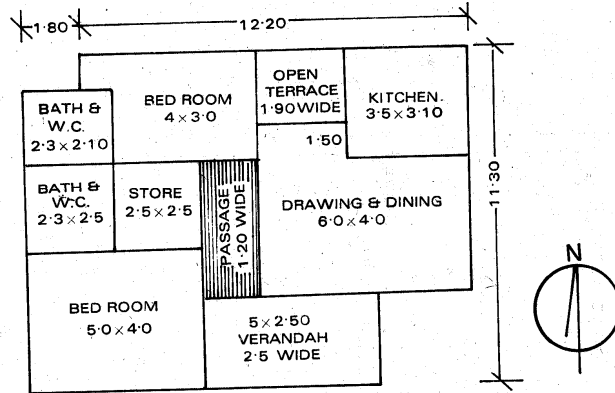 1·80
12·20
OPEN
TERRACE
1·90 WIDE
BED ROOM
4 × 3·0
KITCHEN.
3·5 × 3·10
BATH &
W.C.
2·3 × 2·10
1·50
BATH &
W.C.
2·3 × 2·5
STORE
2·5 × 2·5
PASSAGE
1·20 WIDE
DRAWING & DINING
6·0 × 4·0
11·30
N
BED ROOM
5·0 × 4·0
5 × 2·50
VERANDAH
2·5 WIDE